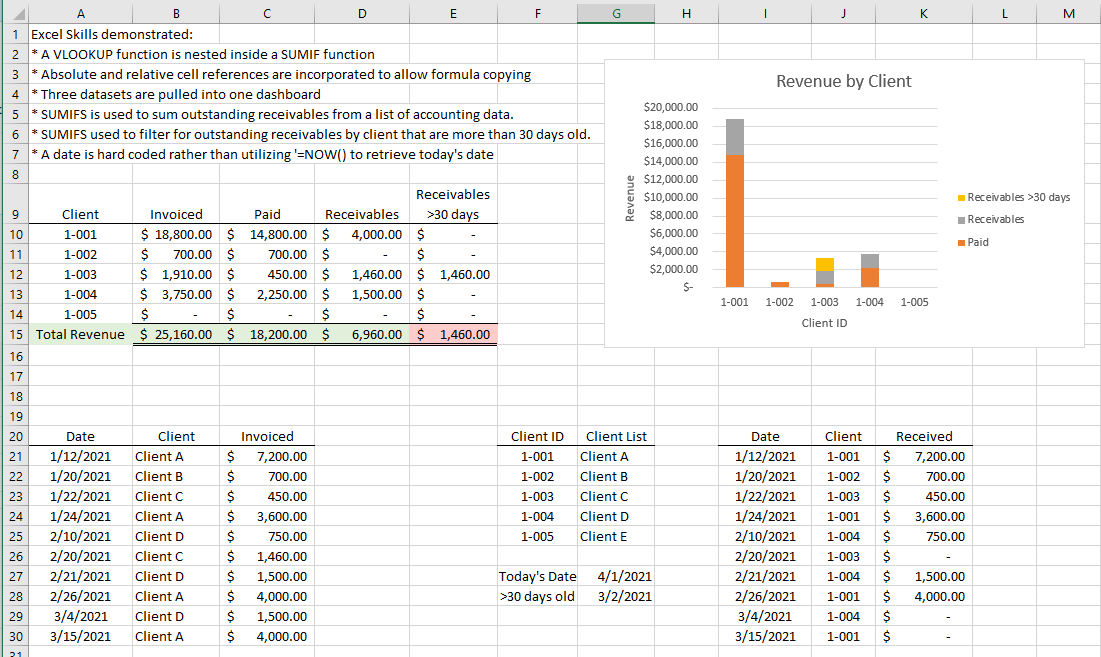 A B C D E F G H I J K L M
1 Excel Skills demonstrated:
2 * A VLOOKUP function is nested inside a SUMIF function
3 * Absolute and relative cell references are incorporated to allow formula copying
4 * Three datasets are pulled into one dashboard
5 * SUMIFS is used to sum outstanding receivables from a list of accounting data.
6 * SUMIFS used to filter for outstanding receivables by client that are more than 30 days old.
7 * A date is hard coded rather than utilizing '=NOW() to retrieve today's date
8
Receivables
9 Client Invoiced Paid Receivables >30 days
10 1-001 $ 18,800.00 $ 14,800.00 $ 4,000.00 $ -
11 1-002 $ 700.00 $ 700.00 $ - $ -
12 1-003 $ 1,910.00 $ 450.00 $ 1,460.00 $ 1,460.00
13 1-004 $ 3,750.00 $ 2,250.00 $ 1,500.00 $ -
14 1-005 $ - $ - $ - $ -
15 Total Revenue $ 25,160.00 $ 18,200.00 $ 6,960.00 $ 1,460.00
Revenue by Client
Revenue
$20,000.00
$18,000.00
$16,000.00
$14,000.00
$12,000.00
$10,000.00
$8,000.00
$6,000.00
$4,000.00
$2,000.00
$-
1-001 1-002 1-003 1-004 1-005
Client ID
Receivables >30 days
Receivables
Paid
16
17
18
19
20 Date Client Invoiced Client ID Client List Date Client Received
21 1/12/2021 Client A $ 7,200.00 1-001 Client A 1/12/2021 1-001 $ 7,200.00
22 1/20/2021 Client B $ 700.00 1-002 Client B 1/20/2021 1-002 $ 700.00
23 1/22/2021 Client C $ 450.00 1-003 Client C 1/22/2021 1-003 $ 450.00
24 1/24/2021 Client A $ 3,600.00 1-004 Client D 1/24/2021 1-001 $ 3,600.00
25 2/10/2021 Client D $ 750.00 1-005 Client E 2/10/2021 1-004 $ 750.00
26 2/20/2021 Client C $ 1,460.00 2/20/2021 1-003 $ -
27 2/21/2021 Client D $ 1,500.00 Today's Date 4/1/2021 2/21/2021 1-004 $ 1,500.00
28 2/26/2021 Client A $ 4,000.00 >30 days old 3/2/2021 2/26/2021 1-001 $ 4,000.00
29 3/4/2021 Client D $ 1,500.00 3/4/2021 1-004 $ -
30 3/15/2021 Client A $ 4,000.00 3/15/2021 1-001 $ -
31